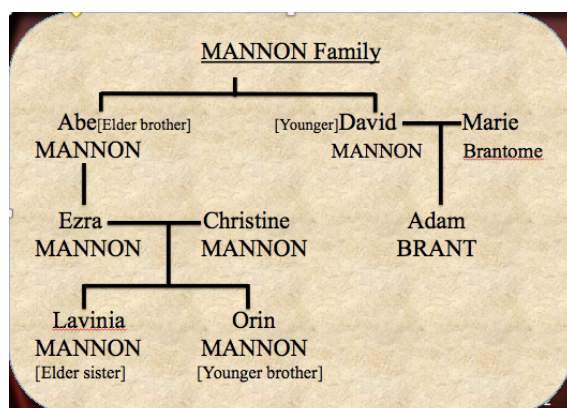 MANNON Family
Abe[Elder brother]
MANNON
[Younger]David
MANNON
Marie
Brantome
Ezra
MANNON
Christine
MANNON
Adam
BRANT
Lavinia
MANNON
[Elder sister]
Orin
MANNON
[Younger brother]